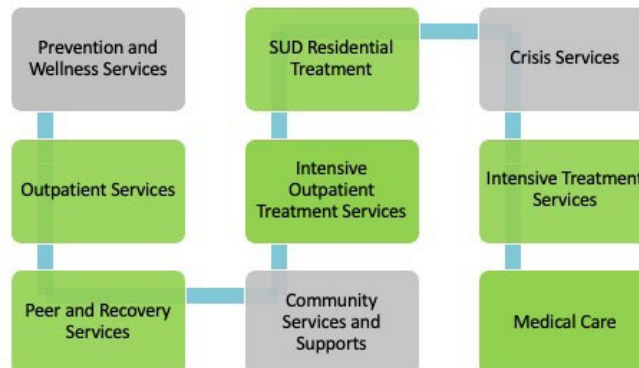 Prevention and
Wellness Services
Outpatient Services
Peer and Recovery
Services
Community
Services and
Supports
Intensive
Outpatient
Treatment Services
SUD Residential
Treatment
Crisis Services
Intensive Treatment
Services
Medical Care